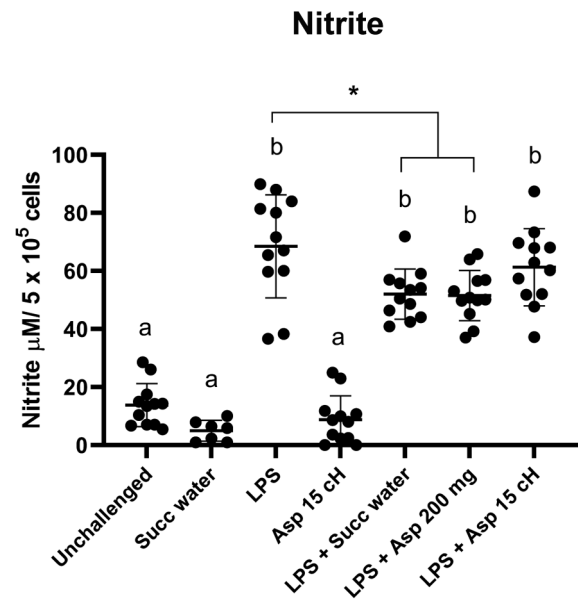 Nitrite
*
b
b
b
b
a
a
a
100
80
60
40
20
0
Nitrite μM/ 5 x 10⁵ cells
Unchallenged
Succ water
LPS
Asp 15 cH
LPS + Succ water
LPS + Asp 200 mg
LPS + Asp 15 cH